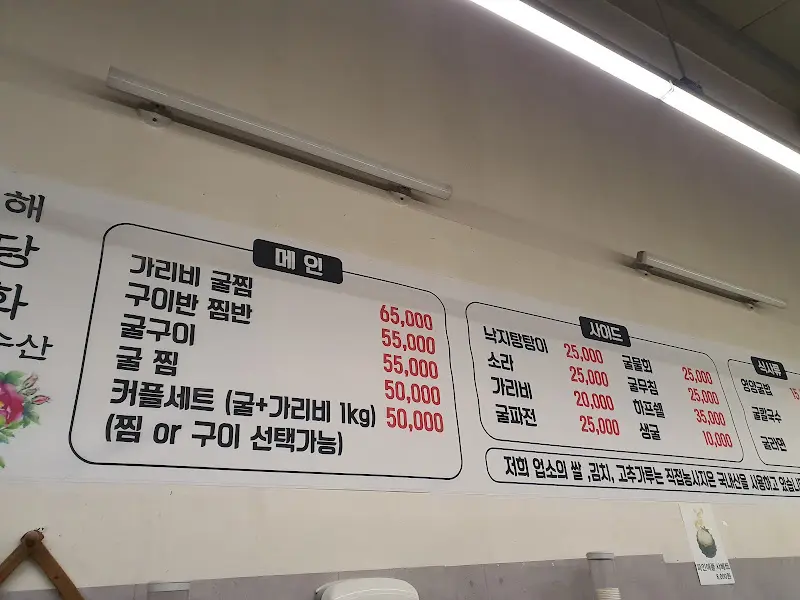 해
당
화
수산
메 인
가리비 굴찜 65,000
구이반 찜반 55,000
굴구이 55,000
굴 찜 50,000
커플세트 (굴+가리비 1kg) 50,000
(찜 or 구이 선택가능)
사이드
낙지탕탕이 25,000
소라 25,000
가리비 20,000
굴파전 25,000
굴물회 25,000
굴무침 25,000
하프쉘 35,000
생굴 10,000
식사류
영양굴밥 15
굴칼국수
굴라면
저희 업소의 쌀 ,김치, 고추가루는 직접농사지은 국내산을 사용하고 있습니